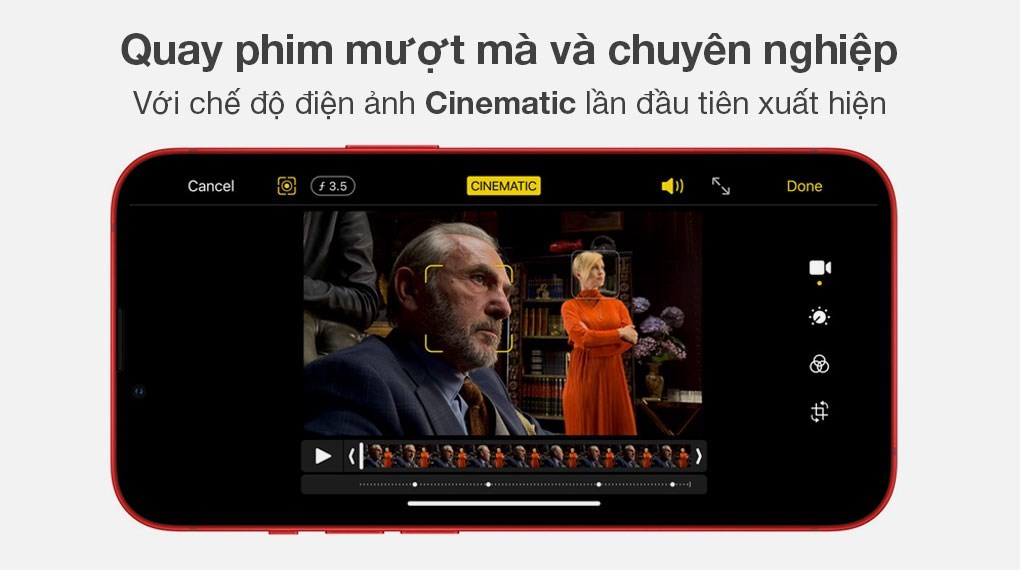 Quay phim mượt mà và chuyên nghiệp
Với chế độ điện ảnh Cinematic lần đầu tiên xuất hiện
Cancel
ƒ 3.5
CINEMATIC
Done